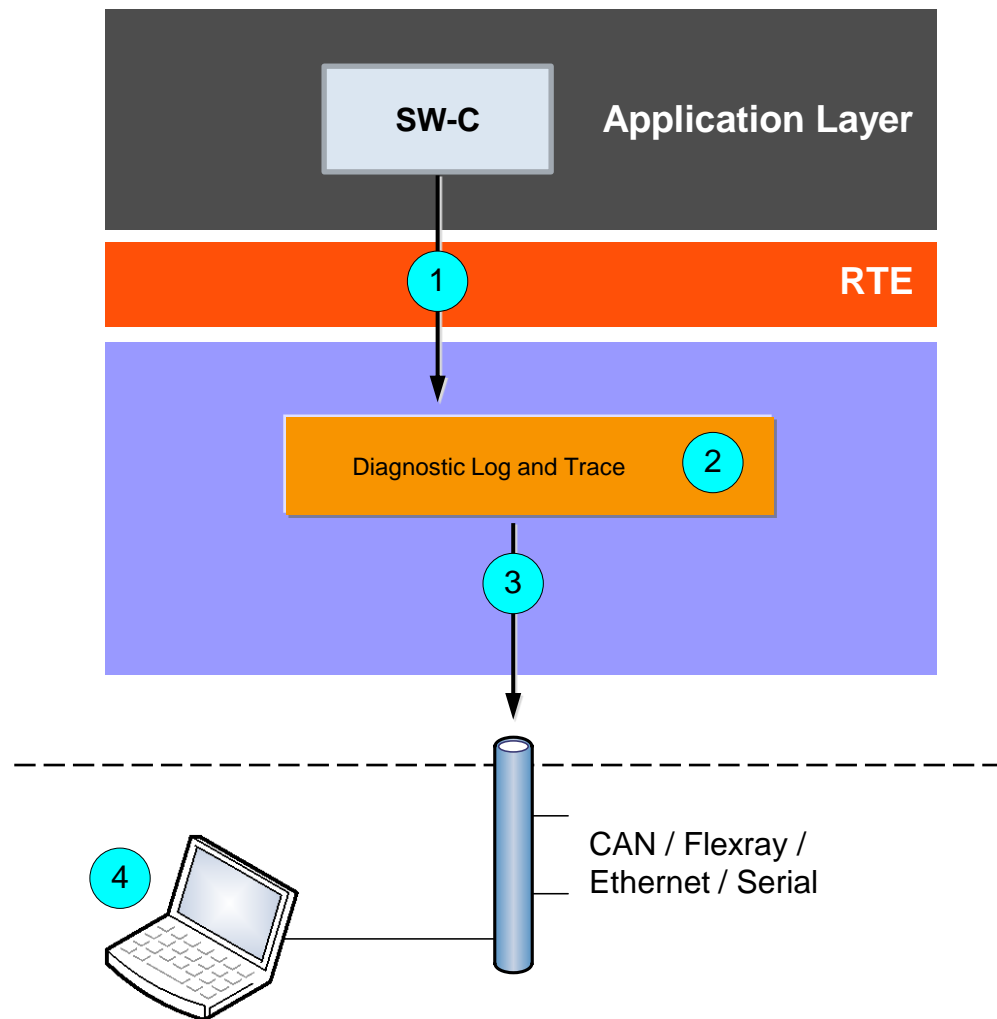 SW-C
Application Layer
1
RTE
Diagnostic Log and Trace
2
3
CAN / Flexray /
Ethernet / Serial
4